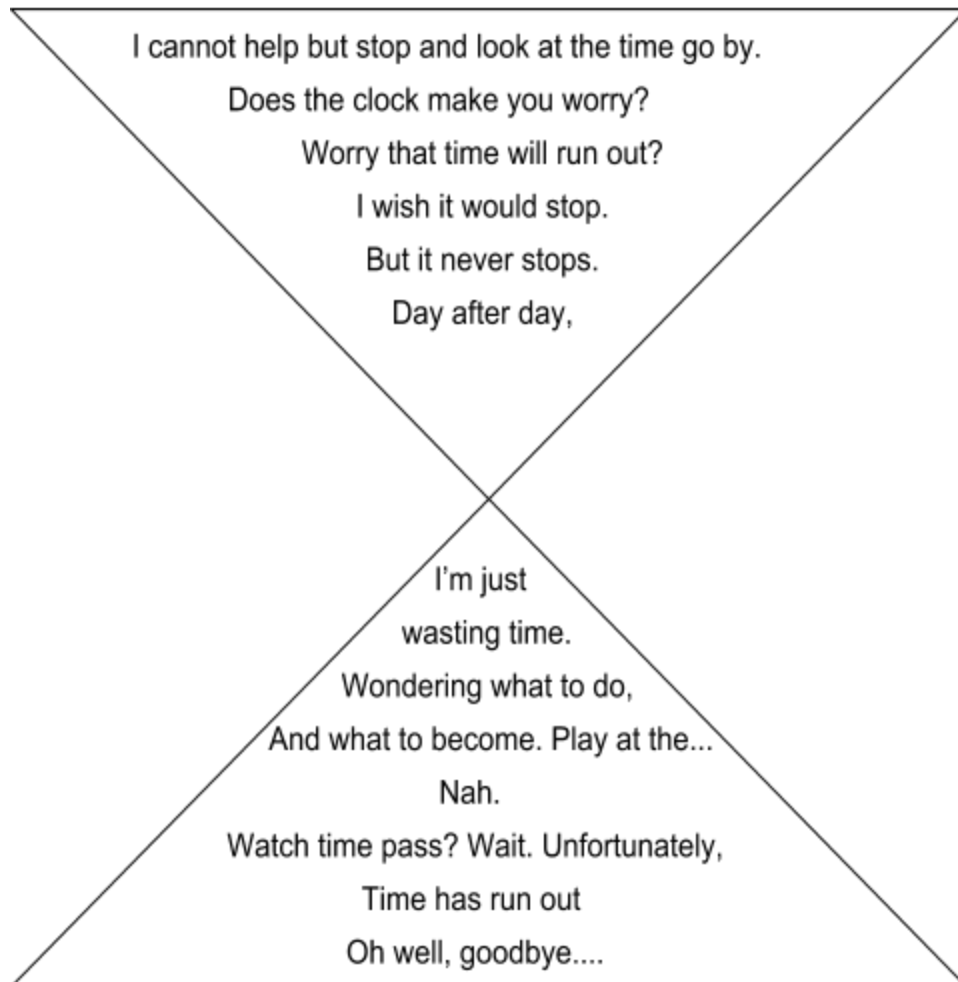 I cannot help but stop and look at the time go by.
Does the clock make you worry?
Worry that time will run out?
I wish it would stop.
But it never stops.
Day after day,
I’m just
wasting time.
Wondering what to do,
And what to become. Play at the...
Nah.
Watch time pass? Wait. Unfortunately,
Time has run out
Oh well, goodbye....